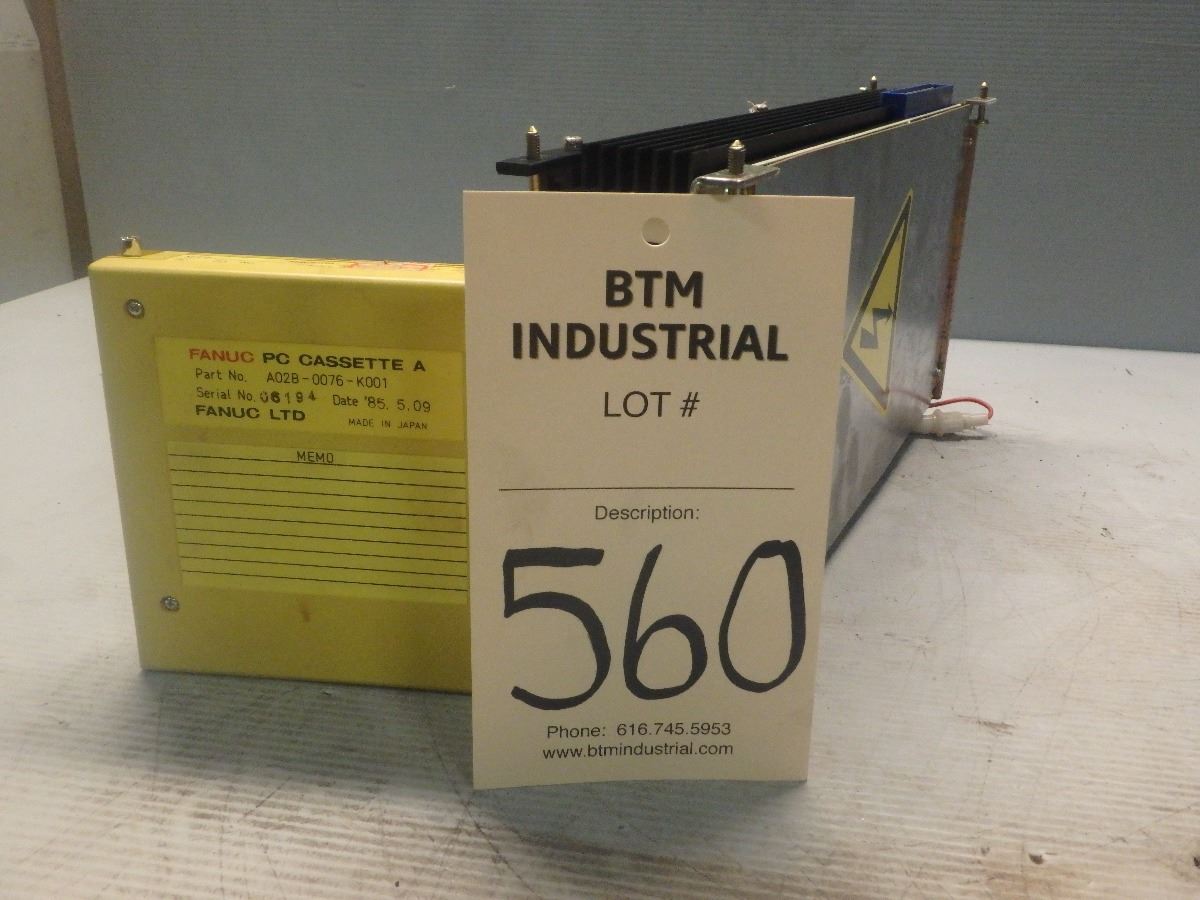 FANUC PC CASSETTE A
Part No. A02B-0076-K001
Serial No. 06194 Date '85. 5.09
FANUC LTD MADE IN JAPAN
MEMO
BTM
INDUSTRIAL
LOT #
Description:
560
Phone: 616.745.5953
www.btmindustrial.com